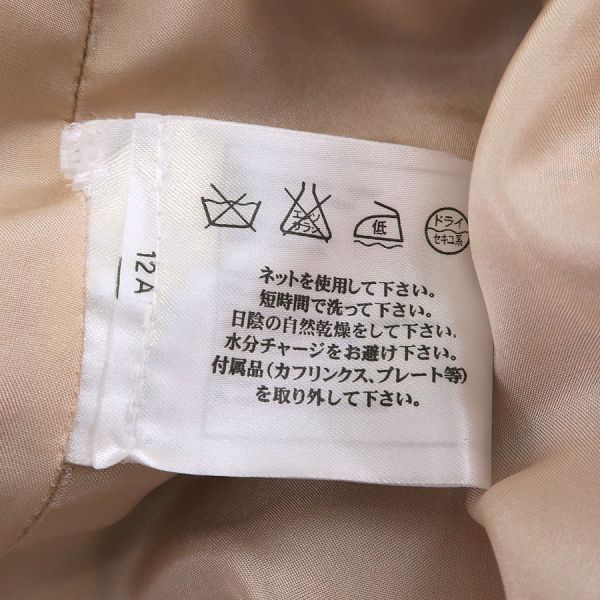 エンソ
サラシ
低
ドライ
セキユ系
12A
ネットを使用して下さい。
短時間で洗って下さい。
日陰の自然乾燥をして下さい.
水分チャージをお避け下さい。
付属品(カフリンクス、プレート等)
を取り外して下さい。